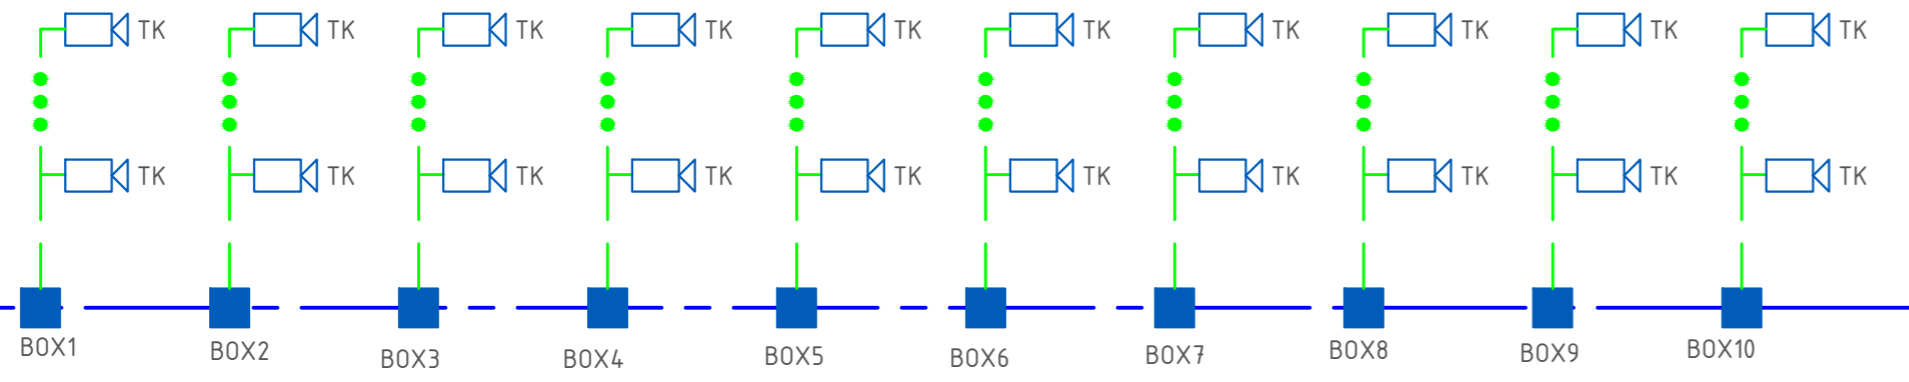 TK TK TK TK TK TK TK TK TK TK
TK TK TK TK TK TK TK TK TK TK
BOX1 BOX2 BOX3 BOX4 BOX5 BOX6 BOX7 BOX8 BOX9 BOX10